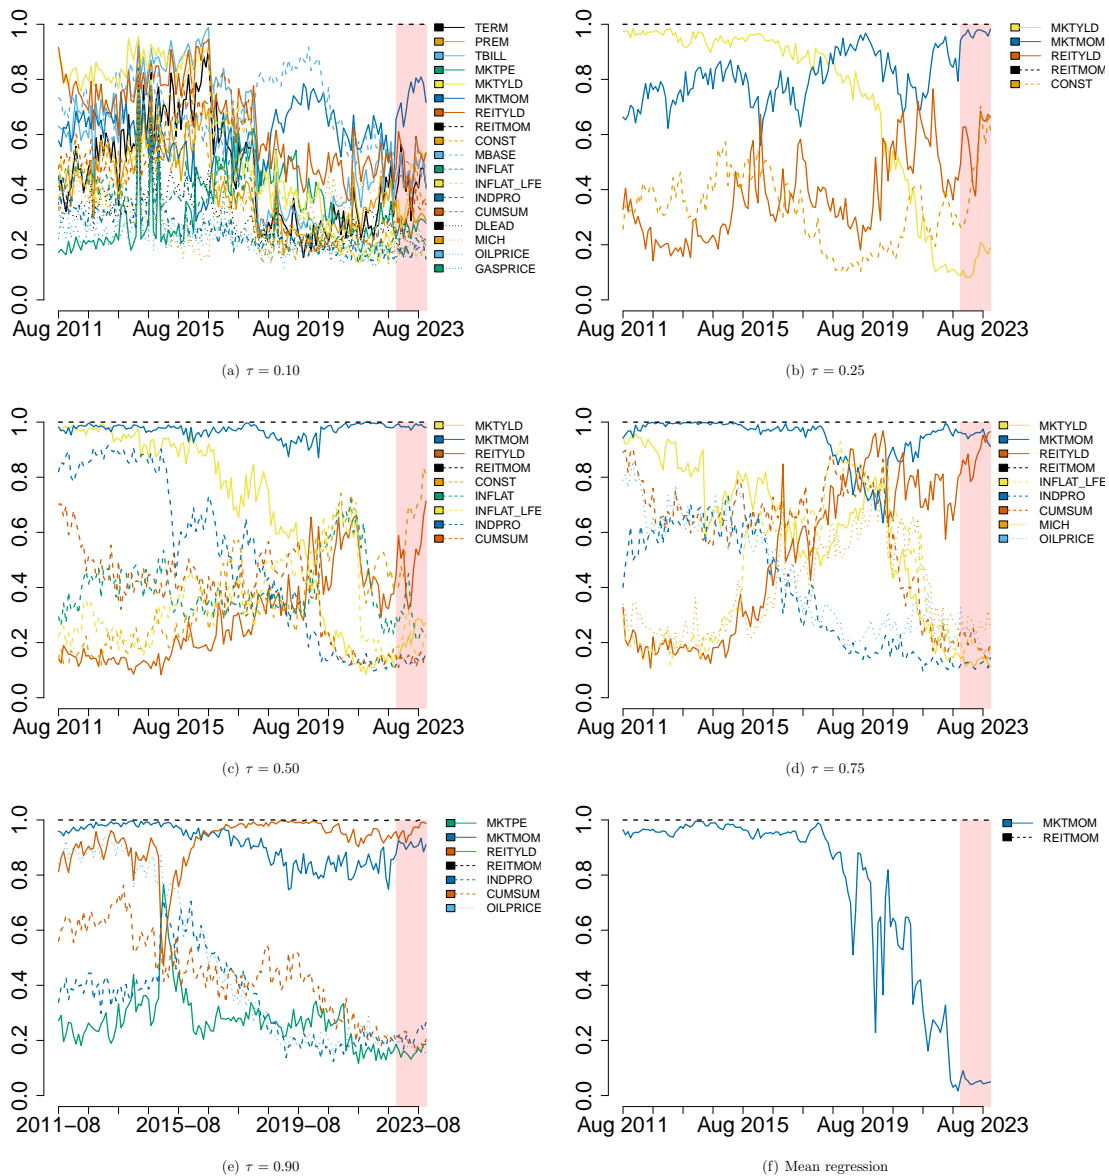 0.0 0.2 0.4 0.6 0.8 1.0
Aug 2011 Aug 2015 Aug 2019 Aug 2023
TERM
PREM
TBILL
MKTPE
MKTYLD
MKTMOM
REITYLD
REITMOM
CONST
MBASE
INFLAT
INFLAT_LFE
INDPRO
CUMSUM
DLEAD
MICH
OILPRICE
GASPRICE
(a) τ = 0.10
0.0 0.2 0.4 0.6 0.8 1.0
Aug 2011 Aug 2015 Aug 2019 Aug 2023
MKTYLD
MKTMOM
REITYLD
REITMOM
CONST
(b) τ = 0.25
0.0 0.2 0.4 0.6 0.8 1.0
Aug 2011 Aug 2015 Aug 2019 Aug 2023
MKTYLD
MKTMOM
REITYLD
REITMOM
CONST
INFLAT
INFLAT_LFE
INDPRO
CUMSUM
(c) τ = 0.50
0.0 0.2 0.4 0.6 0.8 1.0
Aug 2011 Aug 2015 Aug 2019 Aug 2023
MKTYLD
MKTMOM
REITYLD
REITMOM
INFLAT_LFE
INDPRO
CUMSUM
MICH
OILPRICE
(d) τ = 0.75
0.0 0.2 0.4 0.6 0.8 1.0
2011−08 2015−08 2019−08 2023−08
MKTPE
MKTMOM
REITYLD
REITMOM
INDPRO
CUMSUM
OILPRICE
(e) τ = 0.90
0.0 0.2 0.4 0.6 0.8 1.0
Aug 2011 Aug 2015 Aug 2019 Aug 2023
MKTMOM
REITMOM
(f) Mean regression